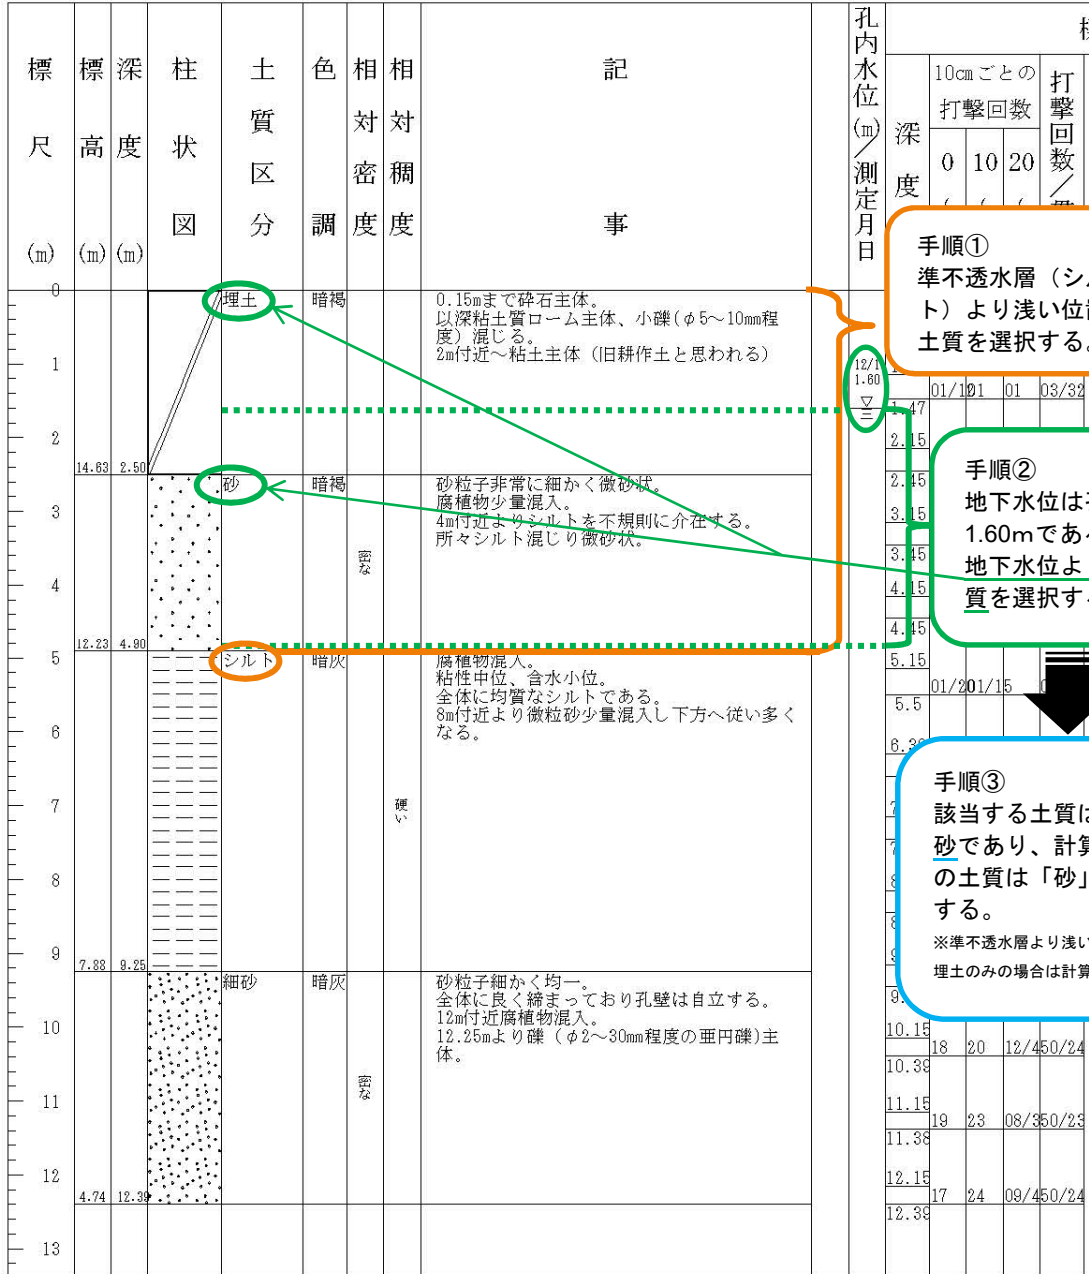 標尺(m)
標高(m)
深度(m)
柱状図
土質区分
色調
相対密度
相対稠度
記事
孔内水位(m)/測定月日
深度
10cmごとの
打撃回数
0 10 20
打撃回数/
0
1
2
3
4
5
6
7
8
9
10
11
12
13
14.63 2.50
12.23 4.90
7.88 9.25
4.74 12.39
埋土 暗褐
0.15mまで砕石主体。
以深粘土質ローム主体、小礫(φ5~10mm程
度)混じる。
2m付近~粘土主体(旧耕作土と思われる)
砂 暗褐 密な
砂粒子非常に細かく微砂状。
腐植物少量混入。
4m付近よりシルトを不規則に介在する。
所々シルト混じり微砂状。
シルト 暗灰 硬い
腐植物混入。
粘性中位、含水小位。
全体に均質なシルトである。
8m付近より微粒砂少量混入し下方へ従い多く
なる。
細砂 暗灰 密な
砂粒子細かく均一。
全体に良く締まっており孔壁は自立する。
12m付近腐植物混入。
12.25mより礫(φ2~30mm程度の亜円礫)主
体。
12/1
1.60
1.47
2.15
2.45
3.15
3.45
4.15
4.45
5.15
5.5
10.15
10.39
11.15
11.38
12.15
12.39
01 03/32
18 20 12/4 50/24
19 23 08/3 50/23
17 24 09/4 50/24
手順①
準不透水層(シ
ト)より浅い位
土質を選択する。
手順②
地下水位は
1.60mであ
地下水位よ
質を選択す
手順③
該当する土質は
砂であり、計算
の土質は「砂」
する。
※準不透水層より浅い
埋土のみの場合は計算